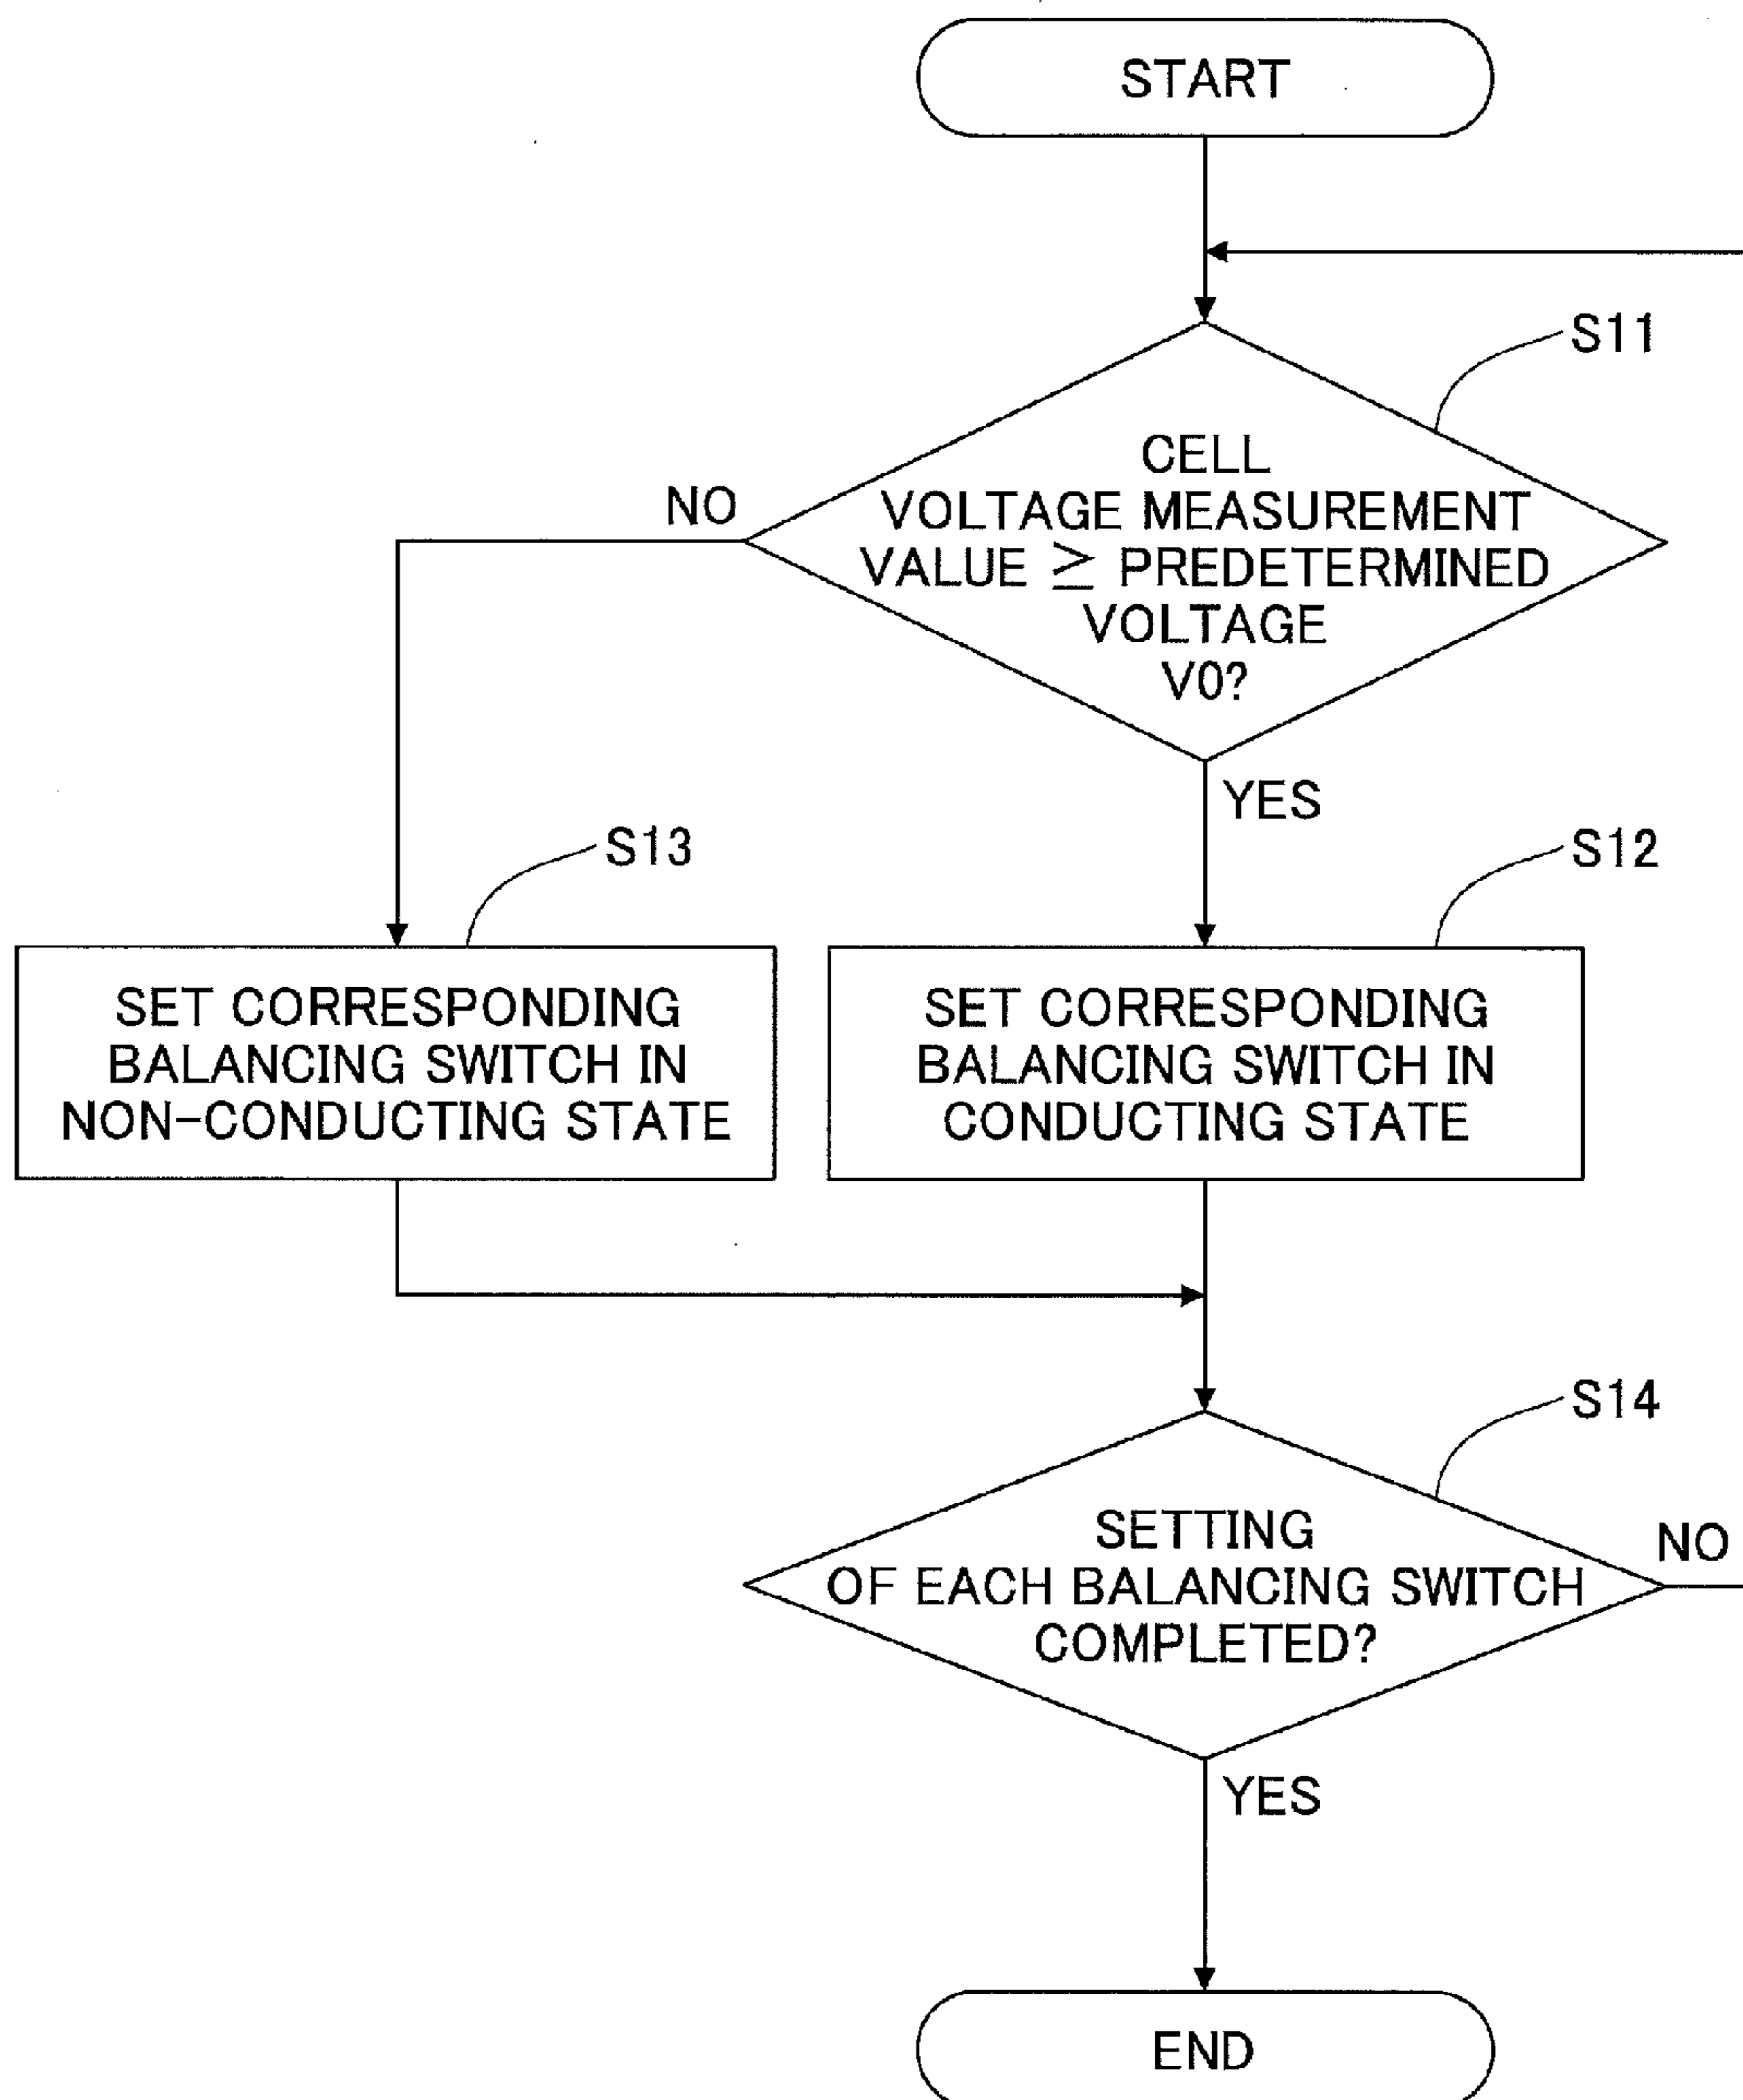 START
S11
CELL
VOLTAGE MEASUREMENT
VALUE ≧ PREDETERMINED
VOLTAGE
V0?
NO
YES
S13
S12
SET CORRESPONDING
BALANCING SWITCH IN
NON-CONDUCTING STATE
SET CORRESPONDING
BALANCING SWITCH IN
CONDUCTING STATE
S14
SETTING
OF EACH BALANCING SWITCH
COMPLETED?
NO
YES
END